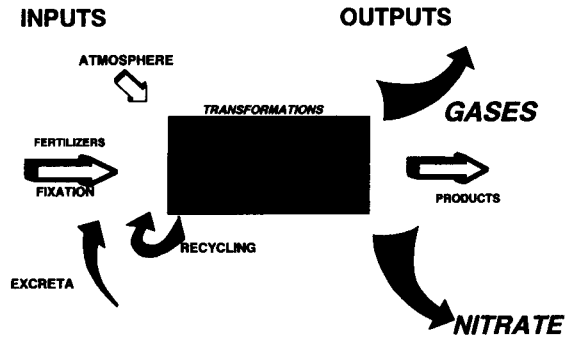 INPUTS
OUTPUTS
ATMOSPHERE
TRANSFORMATIONS
GASES
FERTILIZERS
FIXATION
PRODUCTS
RECYCLING
EXCRETA
NITRATE